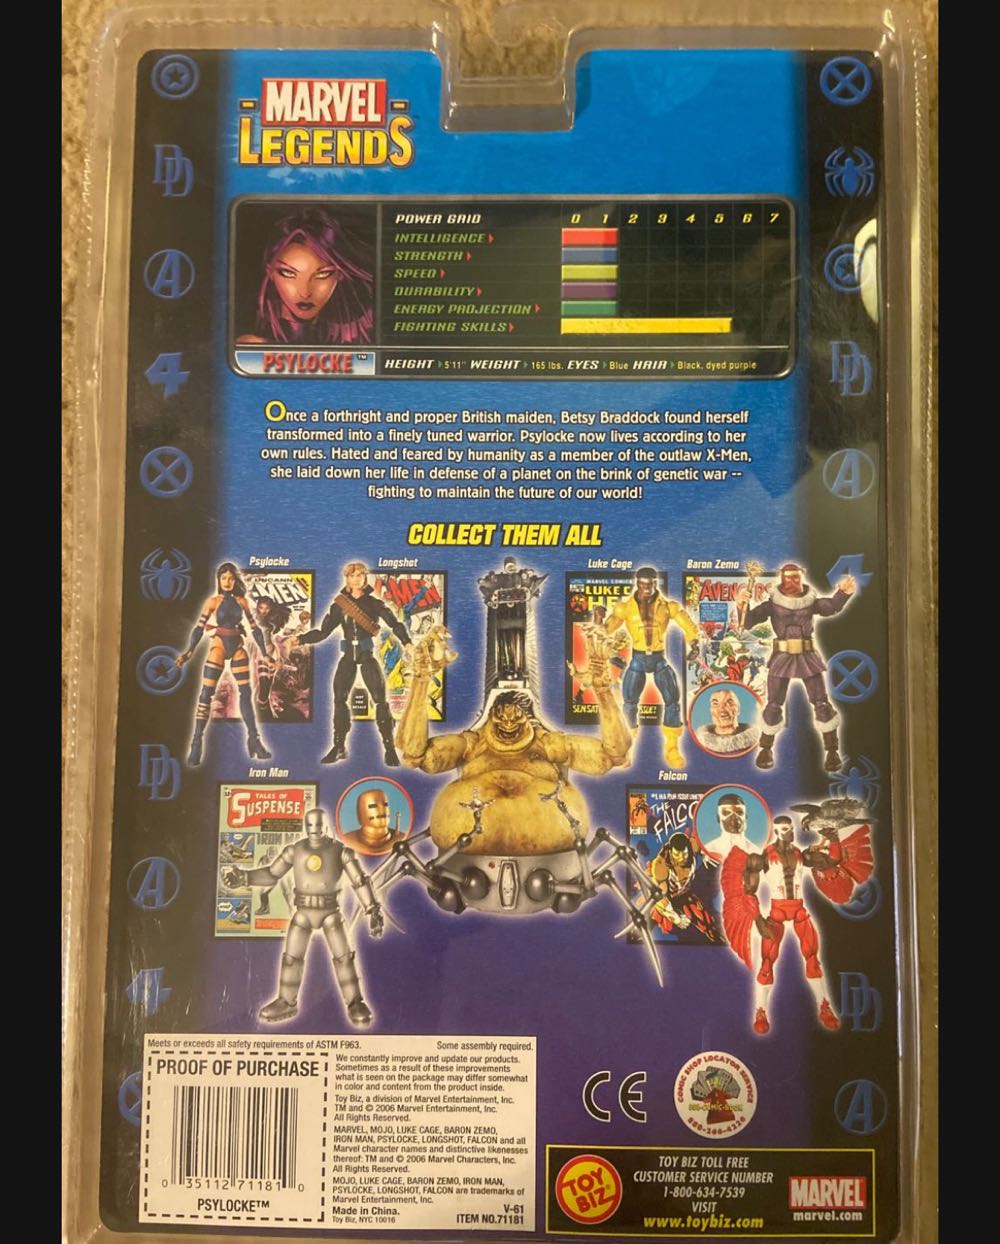 MARVEL
LEGENDS
POWER GRID 0 1 2 3 4 5 6 7
INTELLIGENCE
STRENGTH
SPEED
DURABILITY
ENERGY PROJECTION
FIGHTING SKILLS
PSYLOCKE™ HEIGHT 5'11" WEIGHT 165 lbs. EYES Blue HAIR Black, dyed purple
Once a forthright and proper British maiden, Betsy Braddock found herself
transformed into a finely tuned warrior. Psylocke now lives according to her
own rules. Hated and feared by humanity as a member of the outlaw X-Men,
she laid down her life in defense of a planet on the brink of genetic war --
fighting to maintain the future of our world!
COLLECT THEM ALL
Psylocke Longshot Luke Cage Baron Zemo
Iron Man Falcon
TALES OF
SUSPENSE
IRON MA
THE
FALC
Meets or exceeds all safety requirements of ASTM F963. Some assembly required.
PROOF OF PURCHASE
0 35112 71181 0
PSYLOCKE™
We constantly improve and update our products.
Sometimes as a result of these improvements
what is seen on the package may differ somewhat
in color and content from the product inside.
Toy Biz, a division of Marvel Entertainment, Inc.
TM and © 2006 Marvel Entertainment, Inc.
All Rights Reserved.
MARVEL, MOJO, LUKE CAGE, BARON ZEMO,
IRON MAN, PSYLOCKE, LONGSHOT, FALCON and all
Marvel character names and distinctive likenesses
thereof: TM and © 2006 Marvel Characters, Inc.
All Rights Reserved.
MOJO, LUKE CAGE, BARON ZEMO, IRON MAN,
PSYLOCKE, LONGSHOT, FALCON are trademarks of
Marvel Entertainment, Inc.
Made in China. V-61
Toy Biz, NYC 10016 ITEM NO.71181
CE
COMIC SHOP LOCATOR SERVICE
888-266-4226
TOY
BIZ
TOY BIZ TOLL FREE
CUSTOMER SERVICE NUMBER
1-800-634-7539
VISIT
www.toybiz.com
MARVEL
marvel.com